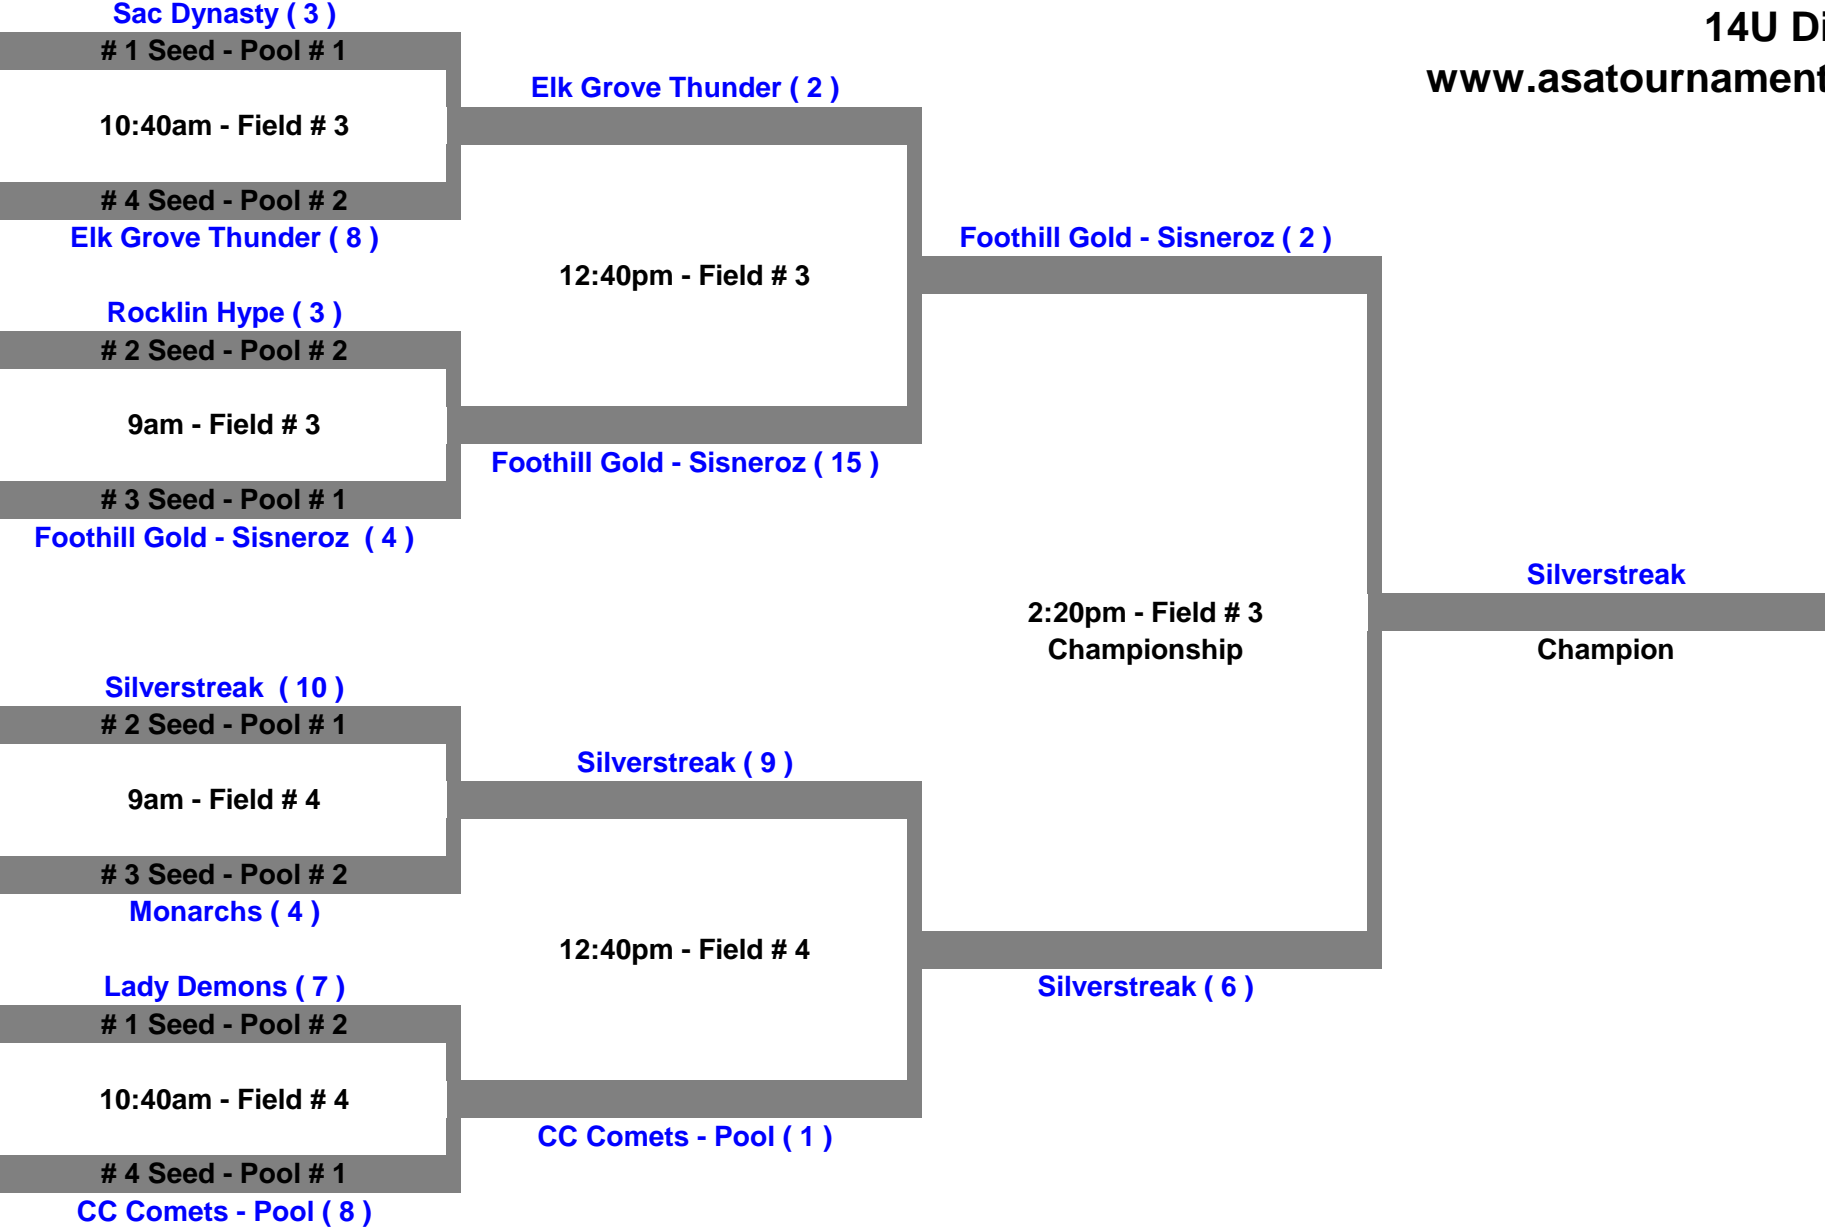 Sac Dynasty ( 3 )
# 1 Seed - Pool # 1
10:40am - Field # 3
# 4 Seed - Pool # 2
Elk Grove Thunder ( 8 )
Rocklin Hype ( 3 )
# 2 Seed - Pool # 2
9am - Field # 3
# 3 Seed - Pool # 1
Foothill Gold - Sisneroz ( 4 )
Silverstreak ( 10 )
# 2 Seed - Pool # 1
9am - Field # 4
# 3 Seed - Pool # 2
Monarchs ( 4 )
Lady Demons ( 7 )
# 1 Seed - Pool # 2
10:40am - Field # 4
# 4 Seed - Pool # 1
CC Comets - Pool ( 8 )
Elk Grove Thunder ( 2 )
12:40pm - Field # 3
Foothill Gold - Sisneroz ( 15 )
Silverstreak ( 9 )
12:40pm - Field # 4
CC Comets - Pool ( 1 )
Foothill Gold - Sisneroz ( 2 )
2:20pm - Field # 3
Championship
Silverstreak ( 6 )
14U Di
www.asatournament
Silverstreak
Champion